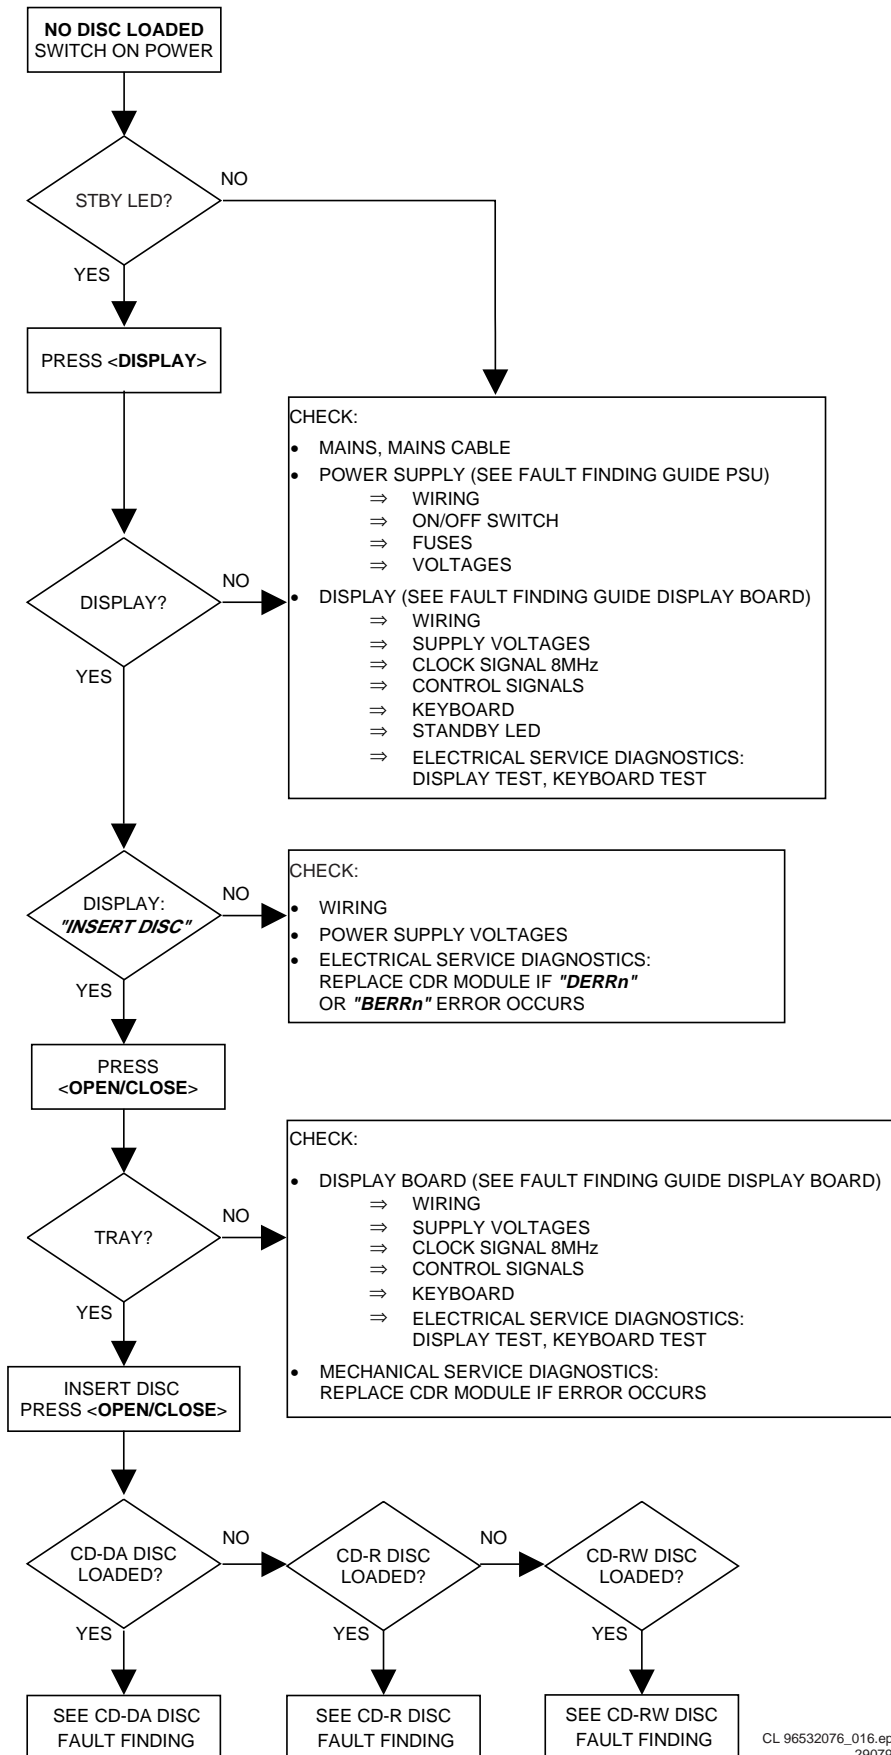 NO DISC LOADED
SWITCH ON POWER
STBY LED?
NO
YES
PRESS <DISPLAY>
CHECK:
• MAINS, MAINS CABLE
• POWER SUPPLY (SEE FAULT FINDING GUIDE PSU)
⇒ WIRING
⇒ ON/OFF SWITCH
⇒ FUSES
⇒ VOLTAGES
• DISPLAY (SEE FAULT FINDING GUIDE DISPLAY BOARD)
⇒ WIRING
⇒ SUPPLY VOLTAGES
⇒ CLOCK SIGNAL 8MHz
⇒ CONTROL SIGNALS
⇒ KEYBOARD
⇒ STANDBY LED
⇒ ELECTRICAL SERVICE DIAGNOSTICS:
DISPLAY TEST, KEYBOARD TEST
DISPLAY?
NO
YES
DISPLAY:
"INSERT DISC"
NO
YES
CHECK:
• WIRING
• POWER SUPPLY VOLTAGES
• ELECTRICAL SERVICE DIAGNOSTICS:
REPLACE CDR MODULE IF "DERRn"
OR "BERRn" ERROR OCCURS
PRESS
<OPEN/CLOSE>
CHECK:
• DISPLAY BOARD (SEE FAULT FINDING GUIDE DISPLAY BOARD)
⇒ WIRING
⇒ SUPPLY VOLTAGES
⇒ CLOCK SIGNAL 8MHz
⇒ CONTROL SIGNALS
⇒ KEYBOARD
⇒ ELECTRICAL SERVICE DIAGNOSTICS:
DISPLAY TEST, KEYBOARD TEST
• MECHANICAL SERVICE DIAGNOSTICS:
REPLACE CDR MODULE IF ERROR OCCURS
TRAY?
NO
YES
INSERT DISC
PRESS <OPEN/CLOSE>
CD-DA DISC
LOADED?
NO
YES
CD-R DISC
LOADED?
NO
YES
CD-RW DISC
LOADED?
YES
SEE CD-DA DISC
FAULT FINDING
SEE CD-R DISC
FAULT FINDING
SEE CD-RW DISC
FAULT FINDING
CL 96532076_016.ep